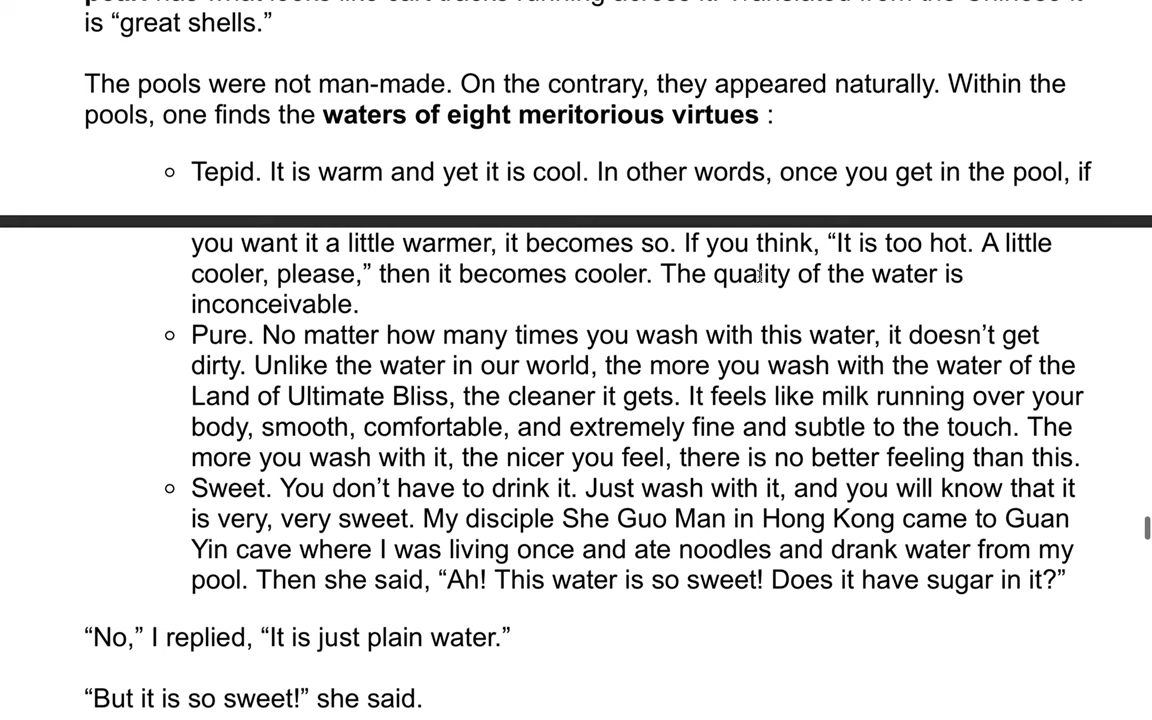 is “great shells.”
The pools were not man-made. On the contrary, they appeared naturally. Within the
pools, one finds the waters of eight meritorious virtues :
Tepid. It is warm and yet it is cool. In other words, once you get in the pool, if
you want it a little warmer, it becomes so. If you think, “It is too hot. A little
cooler, please,” then it becomes cooler. The quality of the water is
inconceivable.
Pure. No matter how many times you wash with this water, it doesn’t get
dirty. Unlike the water in our world, the more you wash with the water of the
Land of Ultimate Bliss, the cleaner it gets. It feels like milk running over your
body, smooth, comfortable, and extremely fine and subtle to the touch. The
more you wash with it, the nicer you feel, there is no better feeling than this.
Sweet. You don’t have to drink it. Just wash with it, and you will know that it
is very, very sweet. My disciple She Guo Man in Hong Kong came to Guan
Yin cave where I was living once and ate noodles and drank water from my
pool. Then she said, “Ah! This water is so sweet! Does it have sugar in it?”
“No,” I replied, “It is just plain water.”
“But it is so sweet!” she said.